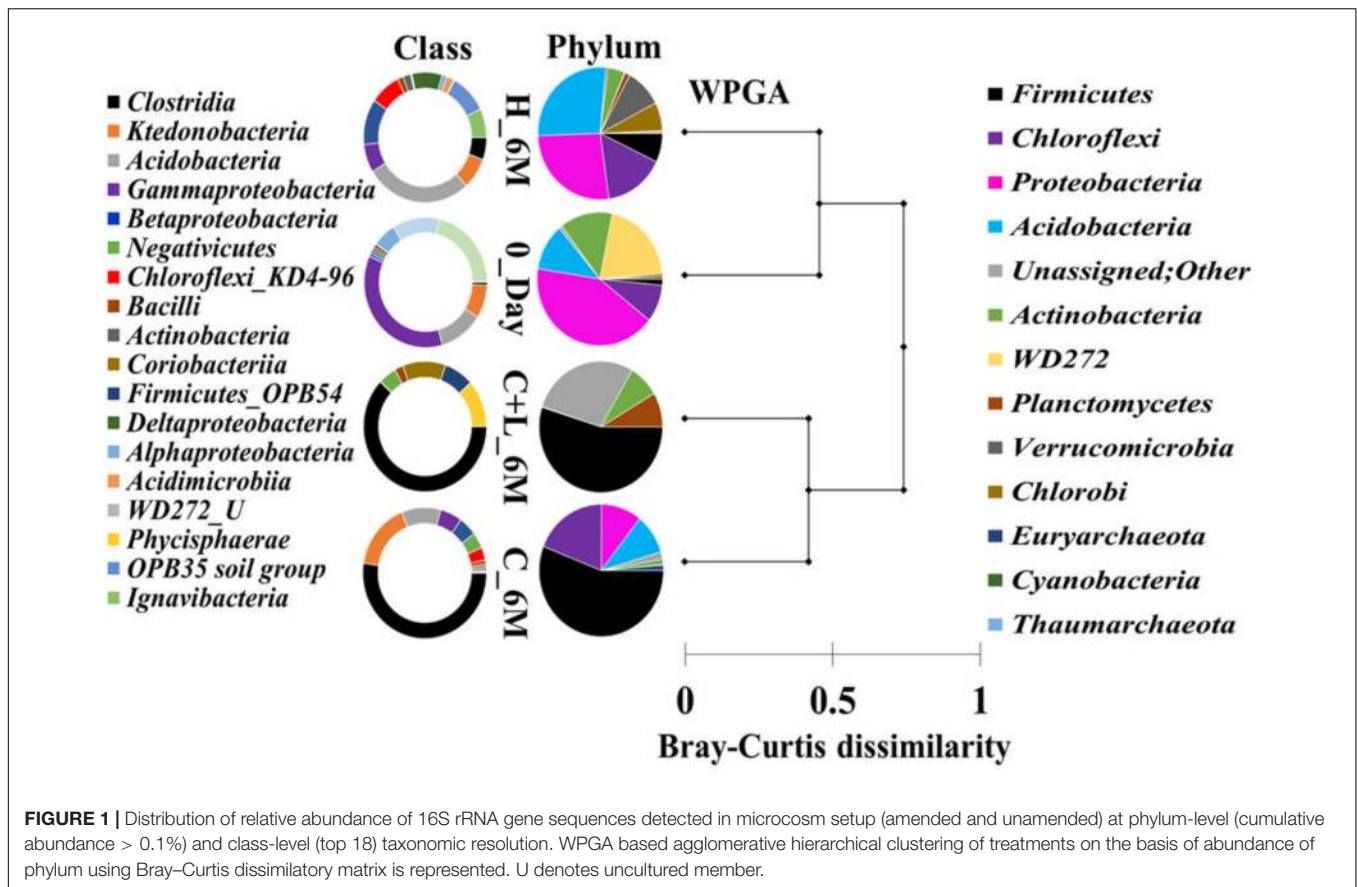 Class
Phylum
WPGA
Clostridia
Ktedonobacteria
Acidobacteria
Gammaproteobacteria
Betaproteobacteria
Negativicutes
Chloroflexi_KD4-96
Bacilli
Actinobacteria
Coriobacteriia
Firmicutes_OPB54
Deltaproteobacteria
Alphaproteobacteria
Acidimicrobiia
WD272_U
Phycisphaerae
OPB35 soil group
Ignavibacteria
H_6M
0_Day
C+L_6M
C_6M
Firmicutes
Chloroflexi
Proteobacteria
Acidobacteria
Unassigned;Other
Actinobacteria
WD272
Planctomycetes
Verrucomicrobia
Chlorobi
Euryarchaeota
Cyanobacteria
Thaumarchaeota
0 0.5 1
Bray-Curtis dissimilarity
FIGURE 1 | Distribution of relative abundance of 16S rRNA gene sequences detected in microcosm setup (amended and unamended) at phylum-level (cumulative
abundance > 0.1%) and class-level (top 18) taxonomic resolution. WPGA based agglomerative hierarchical clustering of treatments on the basis of abundance of
phylum using Bray–Curtis dissimilatory matrix is represented. U denotes uncultured member.